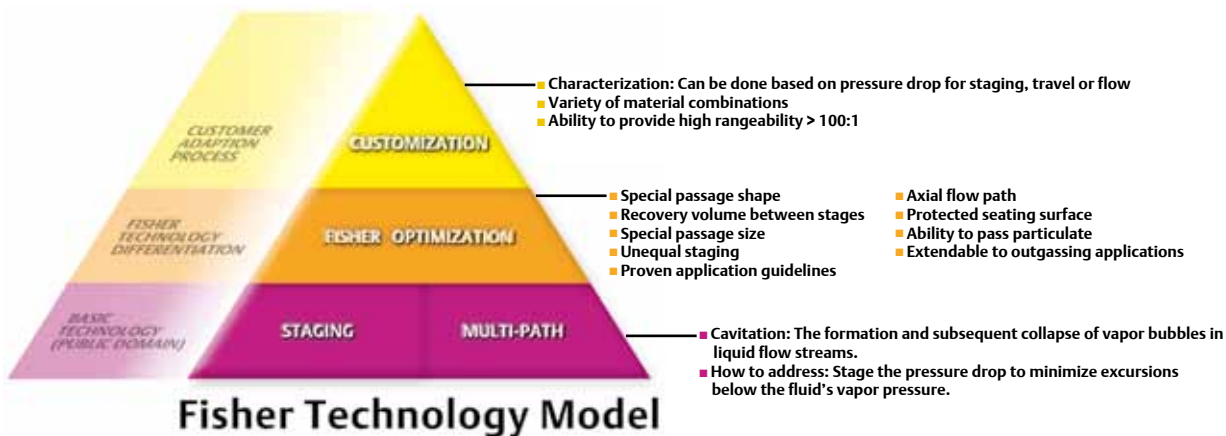 Characterization: Can be done based on pressure drop for staging, travel or flow
Variety of material combinations
Ability to provide high rangeability > 100:1
CUSTOMER
ADAPTION
PROCESS
CUSTOMIZATION
FISHER
TECHNOLOGY
DIFFERENTIATION
FISHER OPTIMIZATION
Special passage shape
Recovery volume between stages
Special passage size
Unequal staging
Proven application guidelines
Axial flow path
Protected seating surface
Ability to pass particulate
Extendable to outgassing applications
BASIC
TECHNOLOGY
(PUBLIC DOMAIN)
STAGING
MULTI-PATH
Cavitation: The formation and subsequent collapse of vapor bubbles in
liquid flow streams.
How to address: Stage the pressure drop to minimize excursions
below the fluid's vapor pressure.
Fisher Technology Model